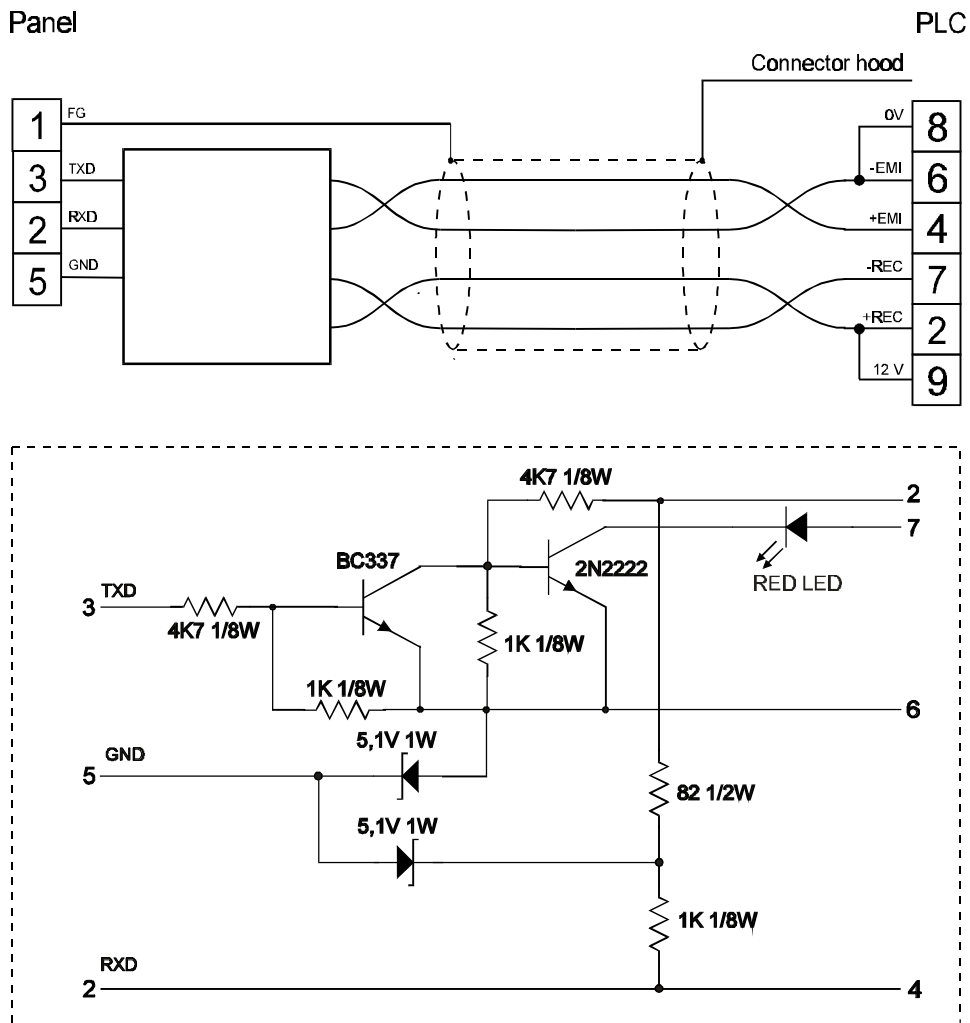 Panel
PLC
Connector hood
1 FG
0V 8
3 TXD
-EMI 6
2 RXD
+EMI 4
5 GND
-REC 7
+REC 2
12 V 9
4K7 1/8W
2
7
BC337
2N2222
RED LED
3 TXD
4K7 1/8W
1K 1/8W
1K 1/8W
6
5,1V 1W
5 GND
82 1/2W
5,1V 1W
1K 1/8W
RXD
2
4